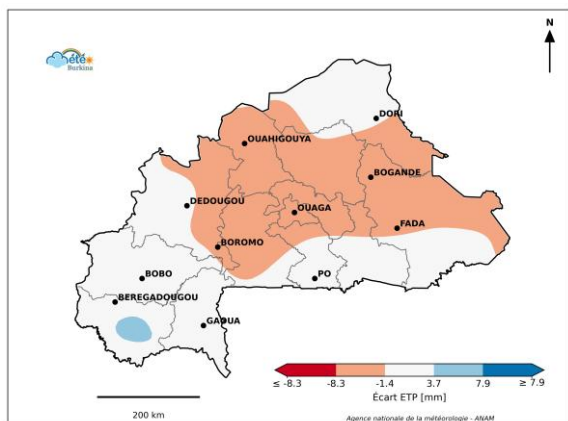 N
Météo
Burkina
DORI
OUAHIGOUYA
BOGANDE
DEDOUGOU
OUAGA
FADA
BOROMO
BOBO
PO
BEREGADOUGOU
GAOUA
≤ -8.3 -8.3 -1.4 3.7 7.9 ≥ 7.9
Écart ETP [mm]
200 km
Agence nationale de la météorologie - ANAM